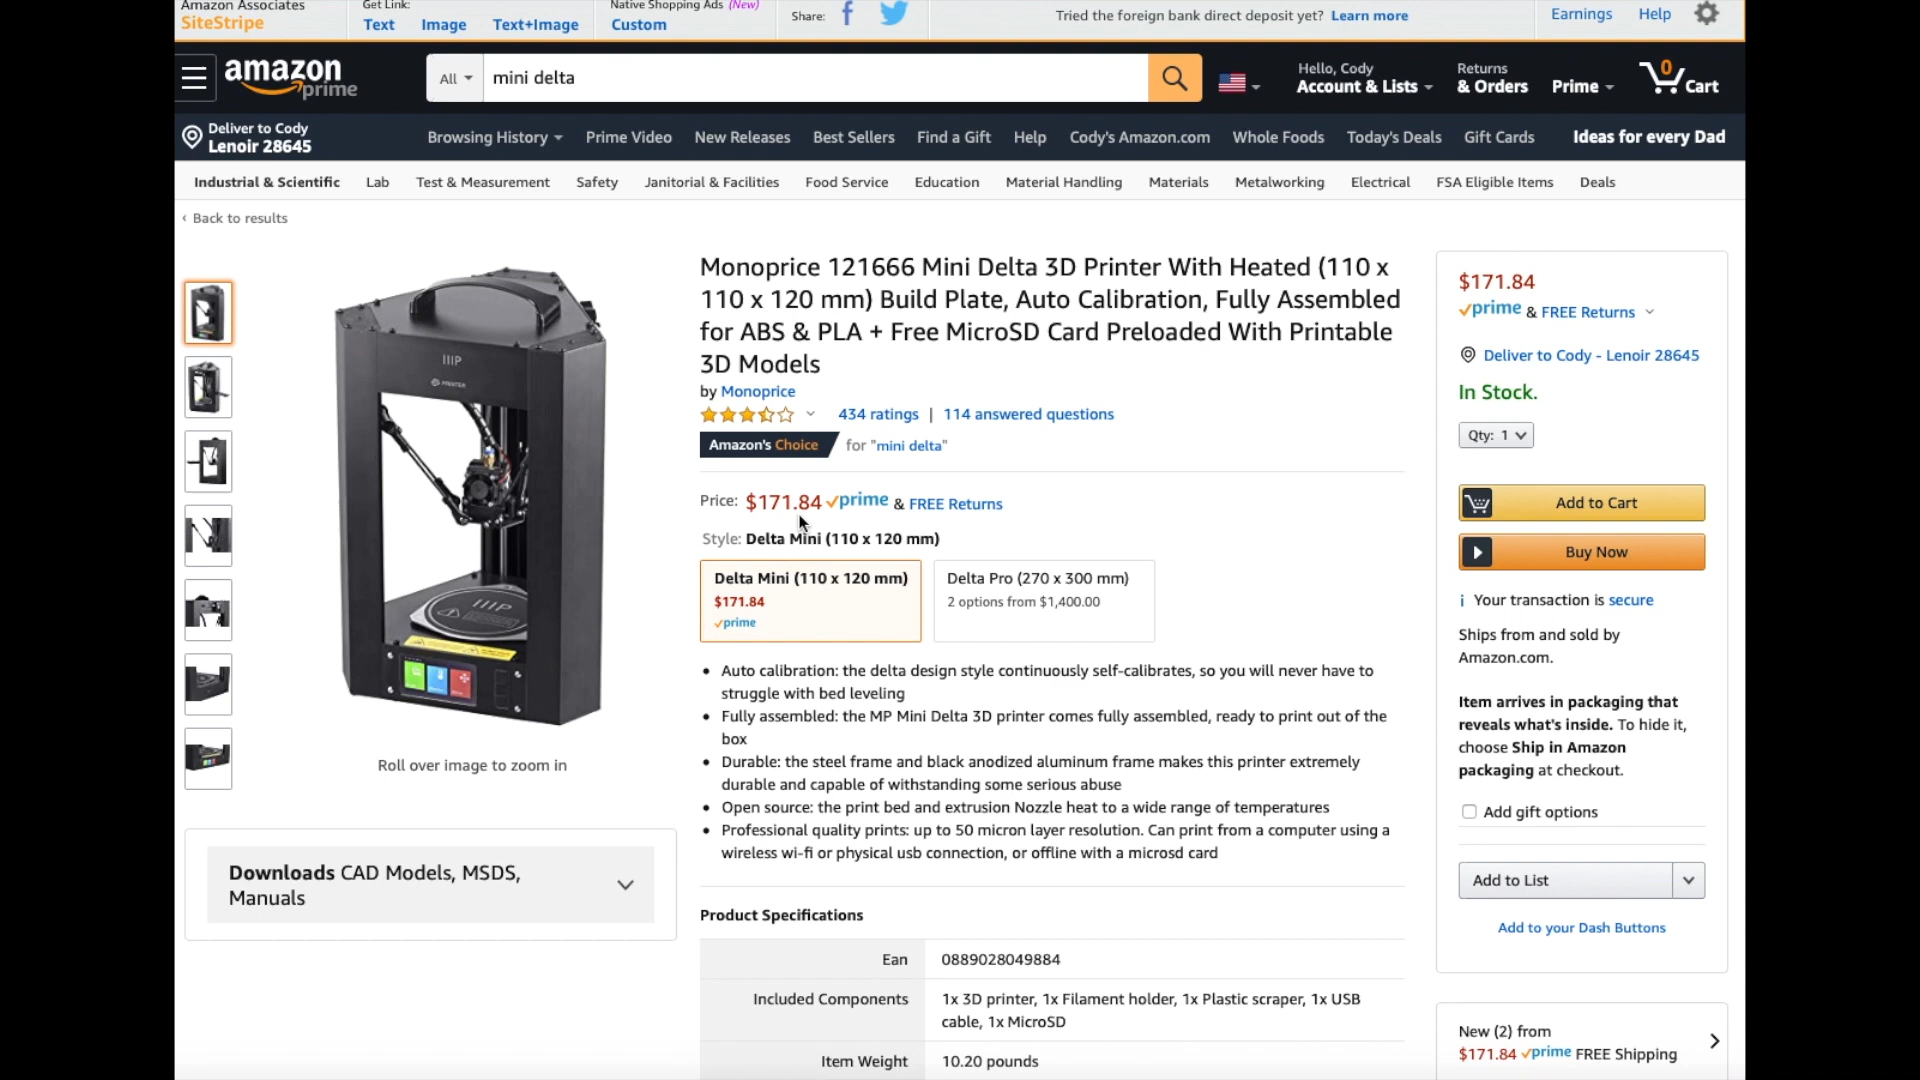 Amazon Associates
SiteStripe
Get Link:
Text Image Text+Image
Native Shopping Ads (New)
Custom
Share:
Tried the foreign bank direct deposit yet? Learn more
Earnings Help
amazon
prime
All
mini delta
Hello, Cody
Account & Lists
Returns
& Orders
Prime
0
Cart
Deliver to Cody
Lenoir 28645
Browsing History Prime Video New Releases Best Sellers Find a Gift Help Cody's Amazon.com Whole Foods Today's Deals Gift Cards
Ideas for every Dad
Industrial & Scientific Lab Test & Measurement Safety Janitorial & Facilities Food Service Education Material Handling Materials Metalworking Electrical FSA Eligible Items Deals
‹ Back to results
IIIP
PRINTER
IIIP
Roll over image to zoom in
Downloads CAD Models, MSDS,
Manuals
Monoprice 121666 Mini Delta 3D Printer With Heated (110 x
110 x 120 mm) Build Plate, Auto Calibration, Fully Assembled
for ABS & PLA + Free MicroSD Card Preloaded With Printable
3D Models
by Monoprice
434 ratings | 114 answered questions
Amazon's Choice for "mini delta"
Price: $171.84 prime & FREE Returns
Style: Delta Mini (110 x 120 mm)
Delta Mini (110 x 120 mm)
$171.84
prime
Delta Pro (270 x 300 mm)
2 options from $1,400.00
• Auto calibration: the delta design style continuously self-calibrates, so you will never have to
struggle with bed leveling
• Fully assembled: the MP Mini Delta 3D printer comes fully assembled, ready to print out of the
box
• Durable: the steel frame and black anodized aluminum frame makes this printer extremely
durable and capable of withstanding some serious abuse
• Open source: the print bed and extrusion Nozzle heat to a wide range of temperatures
• Professional quality prints: up to 50 micron layer resolution. Can print from a computer using a
wireless wi-fi or physical usb connection, or offline with a microsd card
Product Specifications
Ean 0889028049884
Included Components 1x 3D printer, 1x Filament holder, 1x Plastic scraper, 1x USB
cable, 1x MicroSD
Item Weight 10.20 pounds
$171.84
prime & FREE Returns
Deliver to Cody - Lenoir 28645
In Stock.
Qty: 1
Add to Cart
Buy Now
Your transaction is secure
Ships from and sold by
Amazon.com.
Item arrives in packaging that
reveals what's inside. To hide it,
choose Ship in Amazon
packaging at checkout.
Add gift options
Add to List
Add to your Dash Buttons
New (2) from
$171.84 prime FREE Shipping